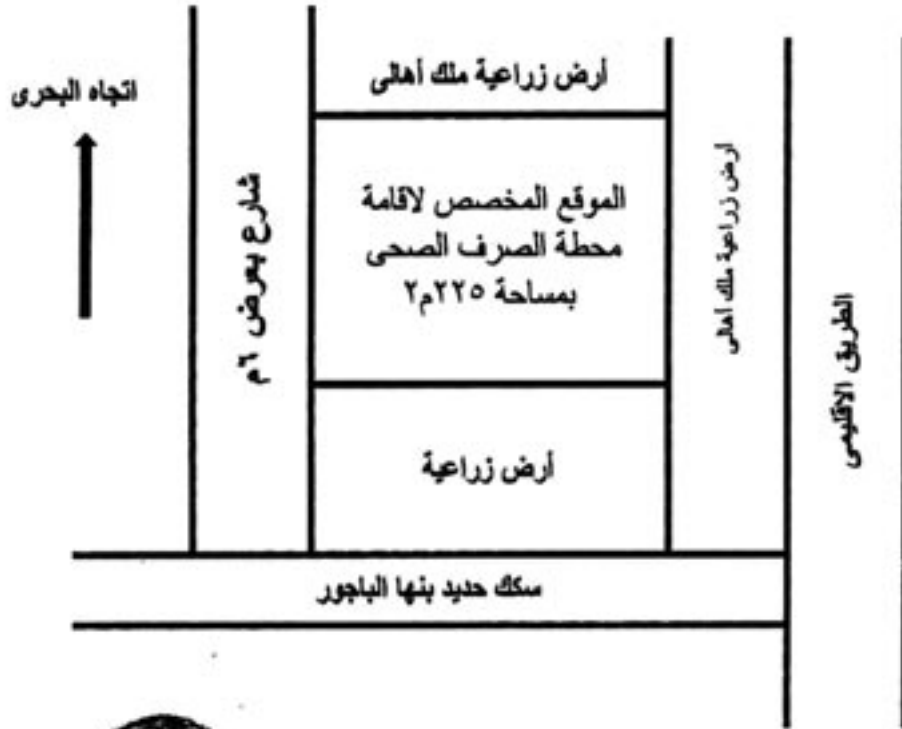 أرض زراعية ملك أهالى
اتجاه البحرى
شارع بعرض ٦م
الموقع المخصص لاقامة
محطة الصرف الصحى
بمساحة ٢٢٥م٢
أرض زراعية ملك أهالى
الطريق الاقليمى
أرض زراعية
سكك حديد بنها الباجور